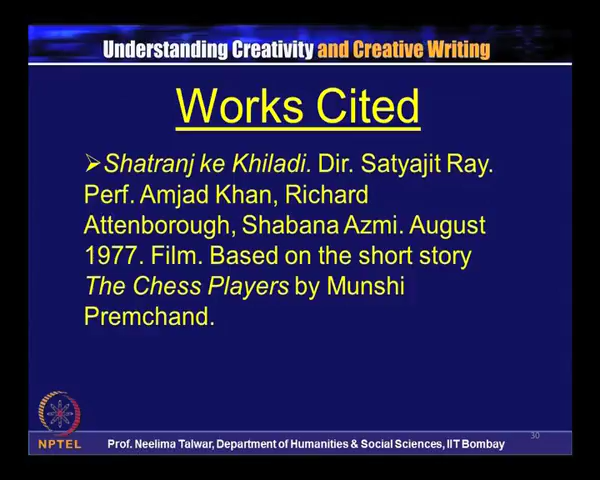 Understanding Creativity and Creative Writing
Works Cited
➢Shatranj ke Khiladi. Dir. Satyajit Ray.
Perf. Amjad Khan, Richard
Attenborough, Shabana Azmi. August
1977. Film. Based on the short story
The Chess Players by Munshi
Premchand.
30
NPTEL
Prof. Neelima Talwar, Department of Humanities & Social Sciences, IIT Bombay